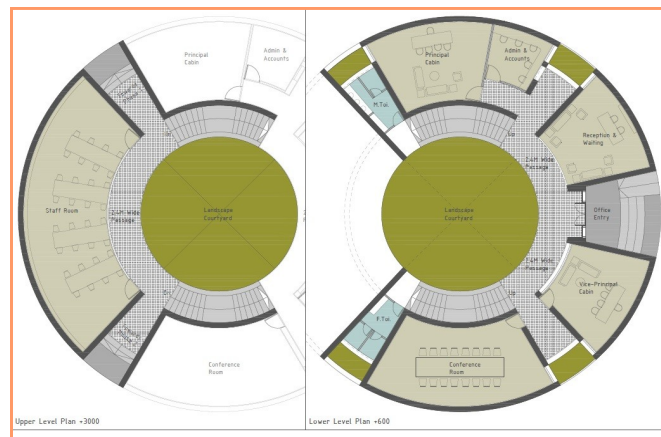 Principal
Cabin
Admin &
Accounts
Staff Room
2.4M Wide
Passage
Landscape
Courtyard
Conference
Room
Upper Level Plan +3000
Principal
Cabin
Admin &
Accounts
M.Toi.
Up
Reception &
Waiting
2.4M Wide
Passage
Landscape
Courtyard
Office
Entry
2.4M Wide
Passage
Vice-Principal
Cabin
F.Toi.
Up
Conference
Room
Lower Level Plan +600